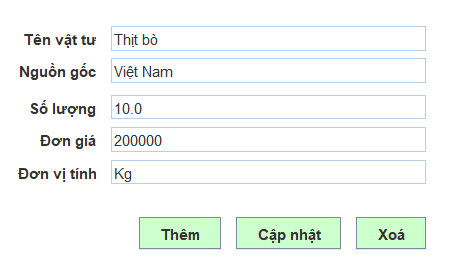 Tên vật tư Thịt bò
Nguồn gốc Việt Nam
Số lượng 10.0
Đơn giá 200000
Đơn vị tính Kg
Thêm Cập nhật Xoá